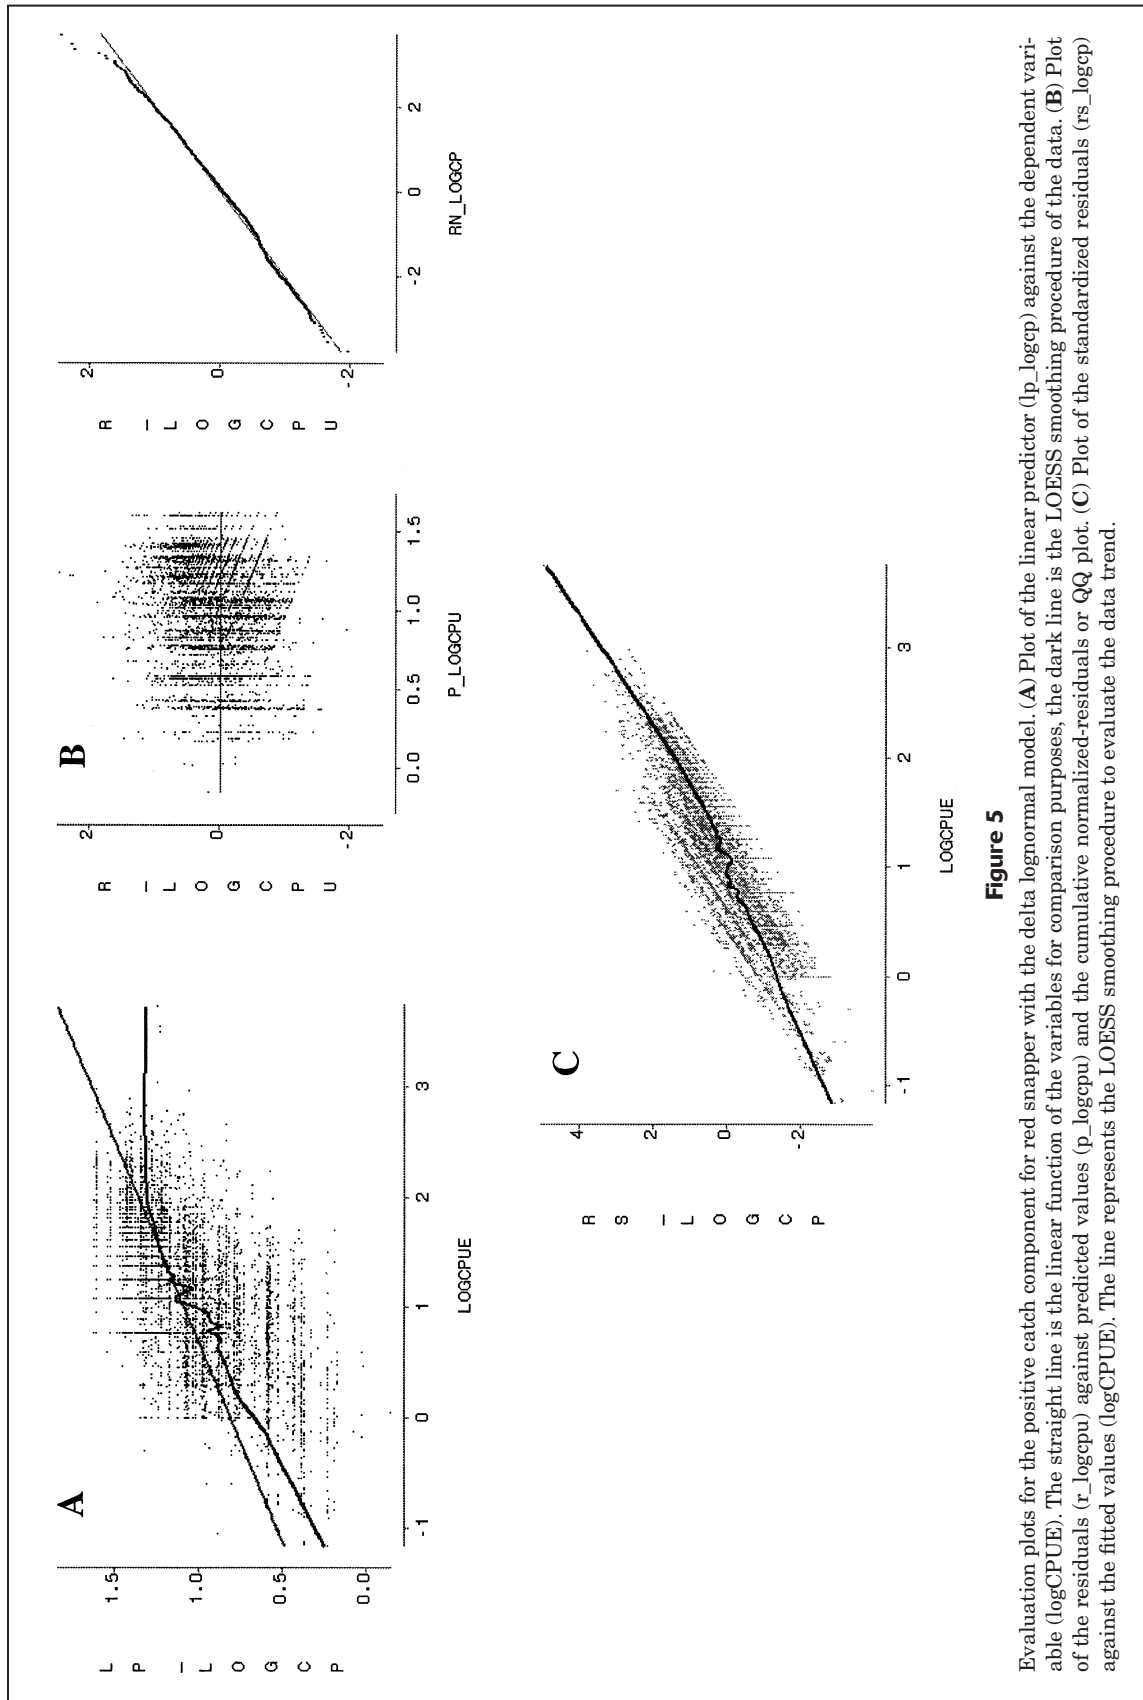 A
L P _ L O G C P
1.5
1.0
0.5
0.0
-1
0
1
2
3
LOGCPUE
B
R _ L O G C P U
2
0
-2
0.0
0.5
1.0
1.5
P_LOGCPU
R _ L O G C P U
2
0
-2
-2
0
2
RN_LOGCP
C
R S _ L O G C P
4
2
0
-2
-1
0
1
2
3
LOGCPUE
Figure 5
Evaluation plots for the positive catch component for red snapper with the delta lognormal model. (A) Plot of the linear predictor (lp_logcp) against the dependent vari-
able (logCPUE). The straight line is the linear function of the variables for comparison purposes, the dark line is the LOESS smoothing procedure of the data. (B) Plot
of the residuals (r_logcpu) against predicted values (p_logcpu) and the cumulative normalized-residuals or QQ plot. (C) Plot of the standardized residuals (rs_logcp)
against the fitted values (logCPUE). The line represents the LOESS smoothing procedure to evaluate the data trend.